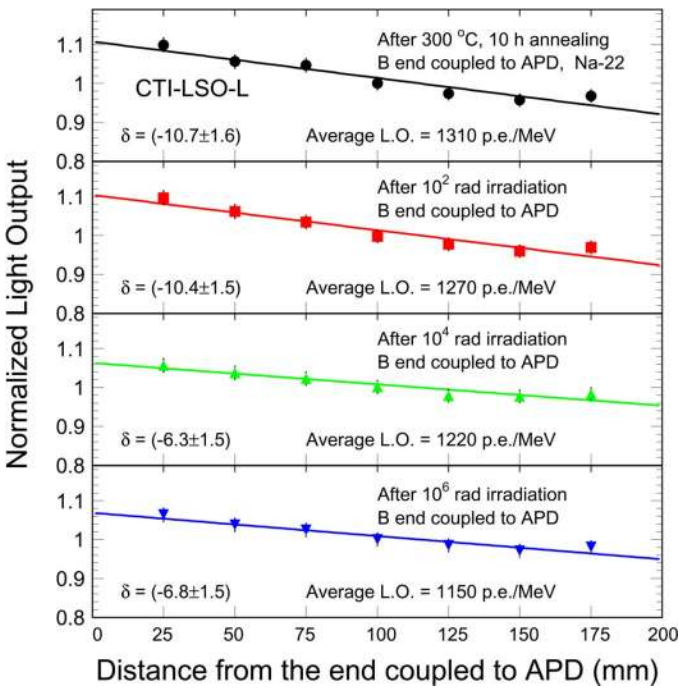 Normalized Light Output
1.1
1
0.9
0.8
After 300 °C, 10 h annealing
B end coupled to APD, Na-22
CTI-LSO-L
δ = (-10.7±1.6)
Average L.O. = 1310 p.e./MeV
1.1
1
0.9
0.8
After 10² rad irradiation
B end coupled to APD
δ = (-10.4±1.5)
Average L.O. = 1270 p.e./MeV
1.1
1
0.9
0.8
After 10⁴ rad irradiation
B end coupled to APD
δ = (-6.3±1.5)
Average L.O. = 1220 p.e./MeV
1.1
1
0.9
0.8
After 10⁶ rad irradiation
B end coupled to APD
δ = (-6.8±1.5)
Average L.O. = 1150 p.e./MeV
0 25 50 75 100 125 150 175 200
Distance from the end coupled to APD (mm)